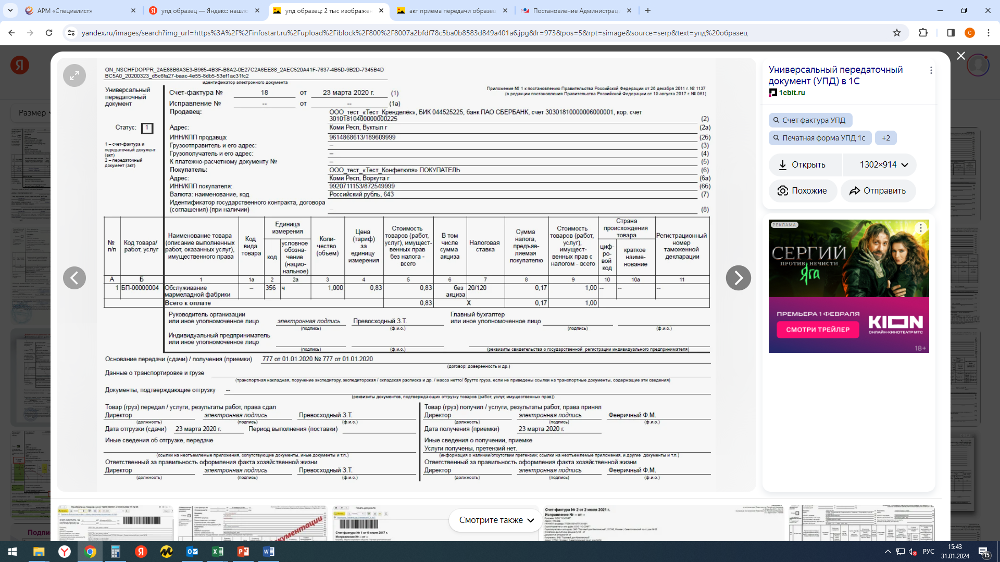 АРМ «Специалист»
упд образец — Яндекс: нашло
упд образец: 2 тыс изображен
акт приема передачи образец
Постановление Администрац
yandex.ru/images/search?img_url=https%3A%2F%2Finfostart.ru%2Fupload%2Fiblock%2F800%2F8007a2bfdf78c5ba0b8583d849a401a6.jpg&lr=973&pos=5&rpt=simage&source=serp&text=упд%20образец
С
Я
Размер
ON_NSCHFDOPPR_2AE88B6A3E3-B965-4B3F-B8A2-0E27C2A6EE88_2AEC520A41F-7637-4B5D-9B2D-7345B4D
BC5A0_20200323_d5c6fa27-baac-4e55-8db5-53ef1ac31fc2
идентификатор электронного документа
Универсальный
передаточный
документ
Статус: 1
1 – счет-фактура и
передаточный документ
(акт)
2 – передаточный
документ (акт)
Счет-фактура № 18 от 23 марта 2020 г. (1)
Исправление № -- от -- (1а)
Приложение № 1 к постановлению Правительства Российской Федерации от 26 декабря 2011 г. № 1137
(в редакции постановления Правительства Российской Федерации от 19 августа 2017 г. № 981)
Продавец: ООО_тест_«Тест_Кренделёк», БИК 044525225, банк ПАО СБЕРБАНК, счет 30301810000006000001, кор. счет
30101810400000000225 (2)
Адрес: Коми Респ, Вуктыл г (2а)
ИНН/КПП продавца: 9614868613/189609999 (2б)
Грузоотправитель и его адрес: – (3)
Грузополучатель и его адрес: – (4)
К платежно-расчетному документу № – (5)
Покупатель: ООО_тест_«Тест_Конфетюля» ПОКУПАТЕЛЬ (6)
Адрес: Коми Респ, Воркута г (6а)
ИНН/КПП покупателя: 9920711153/872549999 (6б)
Валюта: наименование, код Российский рубль, 643 (7)
Идентификатор государственного контракта, договора
(соглашения) (при наличии) – (8)
№
п/п
Код товара/
работ, услуг
Наименование товара
(описание выполненных
работ, оказанных услуг),
имущественного права
Код
вида
товара
Единица
измерения
код
условное
обозна-
чение
(нацио-
нальное)
Коли-
чество
(объем)
Цена
(тариф)
за
единицу
измерения
Стоимость
товаров (работ,
услуг), имущест-
венных прав
без налога -
всего
В том
числе
сумма
акциза
Налоговая
ставка
Сумма
налога,
предъяв-
ляемая
покупателю
Стоимость
товаров (работ,
услуг),
имущест-
венных прав с
налогом - всего
Страна
происхождения
товара
циф-
ро-
вой
код
краткое
наиме-
нование
Регистрационный
номер
таможенной
декларации
А Б 1 1а 2 2а 3 4 5 6 7 8 9 10 10а 11
1 БП-00000004 Обслуживание – 356 ч 1,000 0,83 0,83 без 20/120 0,17 1,00 -- -- --
мармеладной фабрики акциза
Всего к оплате 0,83 Х 0,17 1,00
Руководитель организации Главный бухгалтер
или иное уполномоченное лицо электронная подпись Превосходный З.Т. или иное уполномоченное лицо
(подпись) (ф.и.о.) (подпись) (ф.и.о.)
Индивидуальный предприниматель
или иное уполномоченное лицо
(подпись) (ф.и.о.) (реквизиты свидетельства о государственной регистрации индивидуального предпринимателя)
Основание передачи (сдачи) / получения (приемки) 777 от 01.01.2020 № 777 от 01.01.2020
(договор; доверенность и др.)
Данные о транспортировке и грузе
(транспортная накладная, поручение экспедитору, экспедиторская / складская расписка и др. / масса нетто/ брутто груза, если не приведены ссылки на транспортные документы, содержащие эти сведения)
Документы, подтверждающие отгрузку --
(реквизиты документов, подтверждающих отгрузку товаров (работ, услуг, имущественных прав))
Товар (груз) передал / услуги, результаты работ, права сдал
Директор электронная подпись Превосходный З.Т.
(должность) (подпись) (ф.и.о.)
Дата отгрузки (сдачи) 23 марта 2020 г. Период выполнения (поставки)
Иные сведения об отгрузке, передаче
(ссылки на неотъемлемые приложения, сопутствующие документы, иные документы и т.п.)
Ответственный за правильность оформления факта хозяйственной жизни
Директор электронная подпись Превосходный З.Т.
(должность) (подпись) (ф.и.о.)
Товар (груз) получил / услуги, результаты работ, права принял
Директор электронная подпись Фееричный Ф.М.
(должность) (подпись) (ф.и.о.)
Дата получения (приемки) 23 марта 2020 г.
Иные сведения о получении, приемке
Услуги получены, претензий нет.
(информация о наличии/отсутствии претензии; ссылки на неотъемлемые приложения, и другие документы и т.п.)
Ответственный за правильность оформления факта хозяйственной жизни
Директор электронная подпись Фееричный Ф.М.
(должность) (подпись) (ф.и.о.)
Универсальный передаточный
документ (УПД) в 1С
1cbit.ru
Счет фактура УПД
Печатная форма УПД 1с
+2
Открыть
1302×914
Похожие
Отправить
РЕКЛАМА
СЕРГИЙ
ПРОТИВ НЕЧИСТИ
Яга
ПРЕМЬЕРА 1 ФЕВРАЛЯ
СМОТРИ ТРЕЙЛЕР
KION
ОНЛАЙН-КИНОТЕАТР МТС
18+
Смотрите также
Счет-фактура № 1 от 6 июля 2017 г.
Исправление № -- от --
Счет-фактура № 2 от 2 июля 2021 г.
Исправление № -- от --
Подпис
РУС
15:43
31.01.2024
15